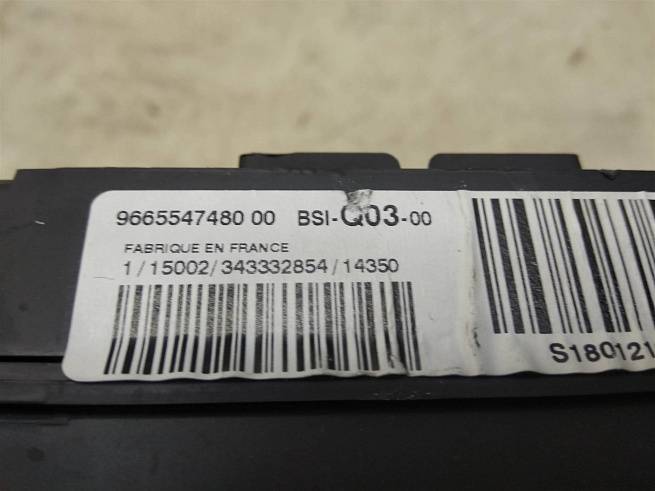 9665547480 00 BSI-Q03-00
FABRIQUE EN FRANCE
1/15002/343332854/14350
S180121